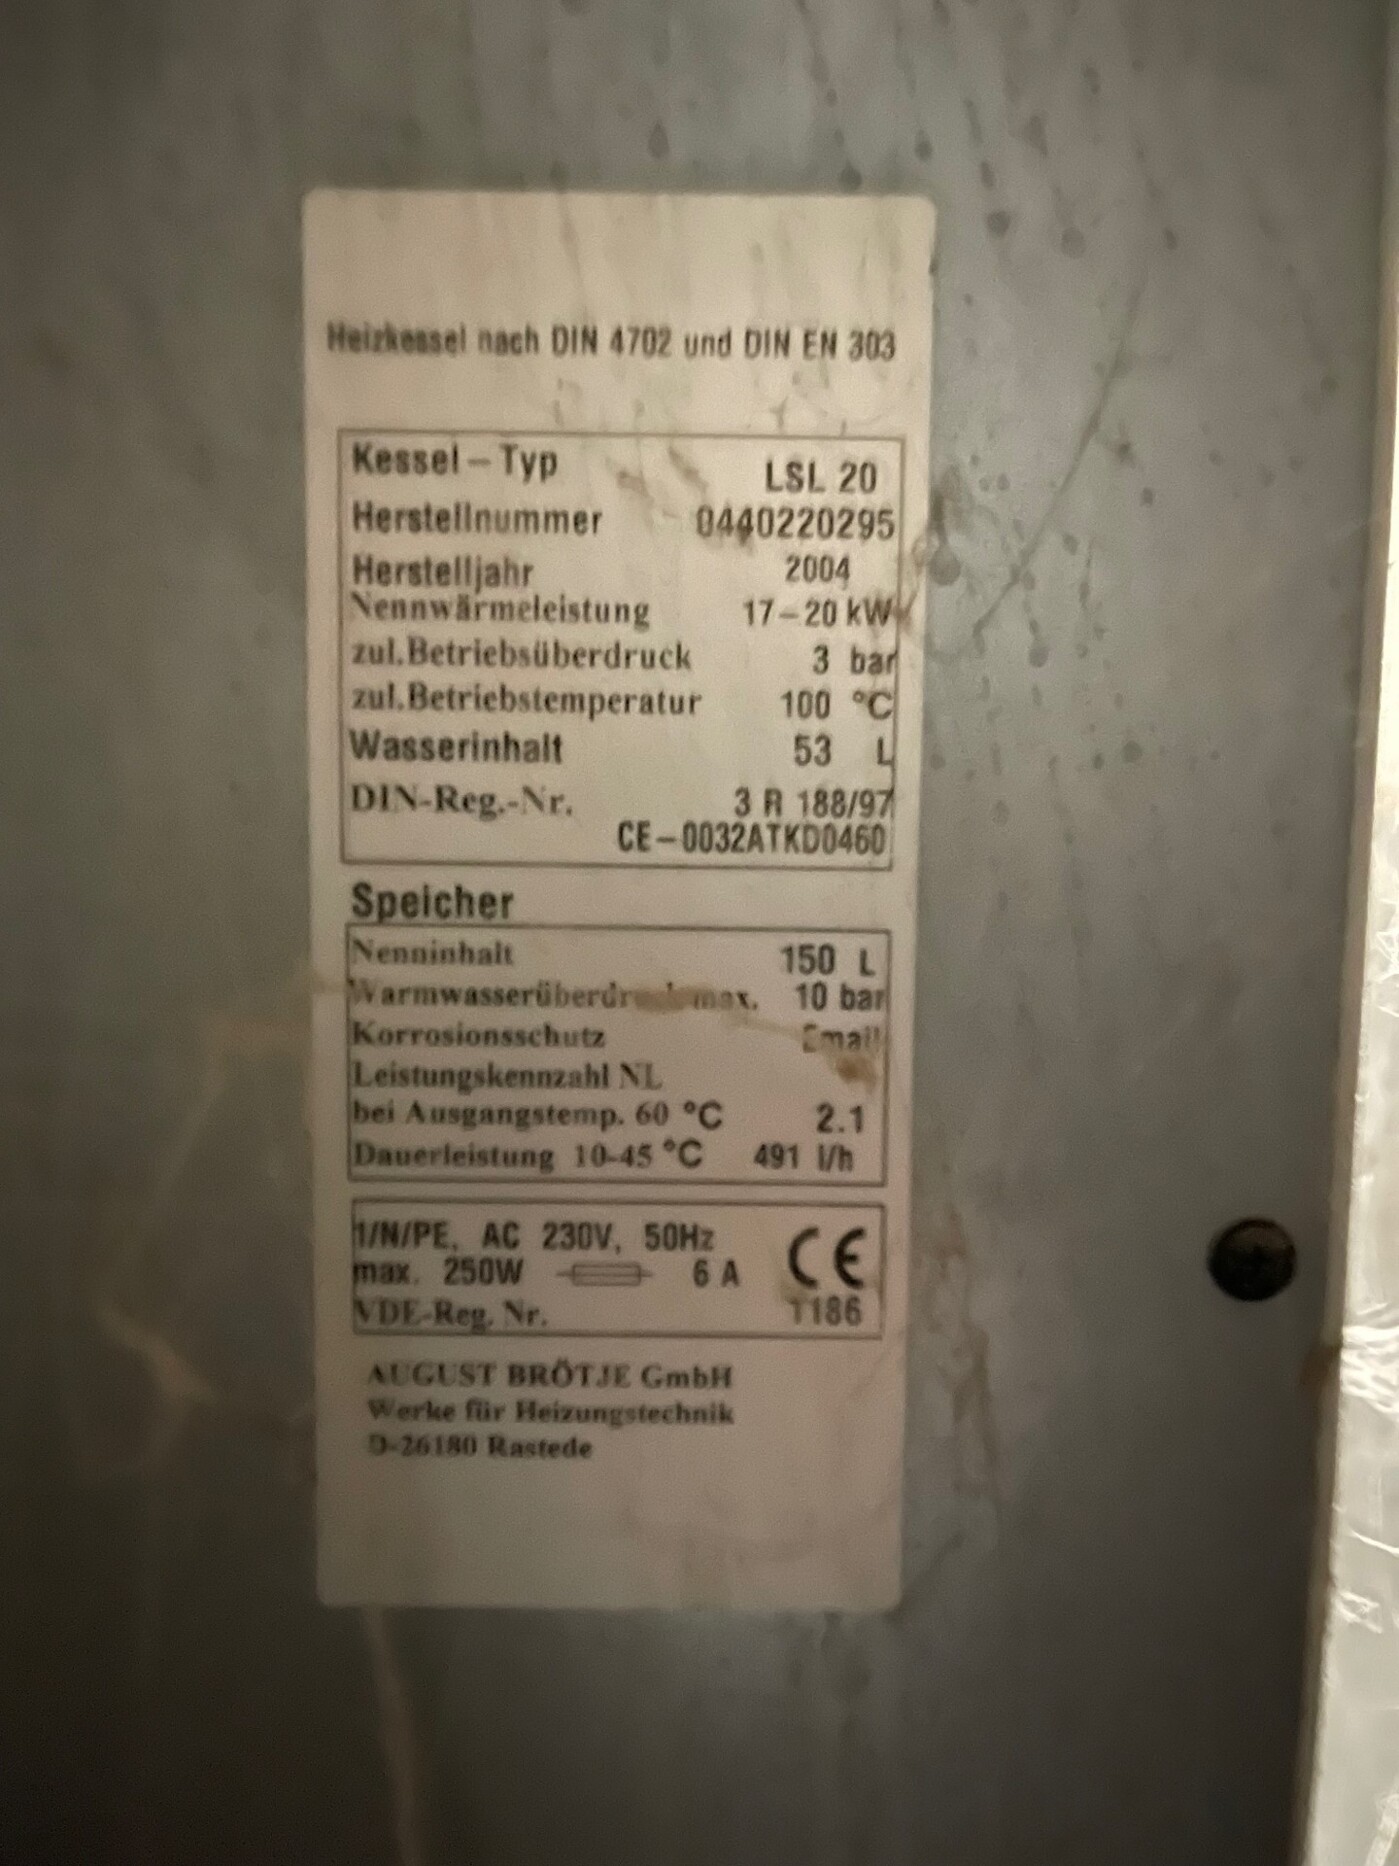 Heizkessel nach DIN 4702 und DIN EN 303
Kessel – Typ LSL 20
Herstellnummer 0440220295
Herstelljahr 2004
Nennwärmeleistung 17–20 kW
zul.Betriebsüberdruck 3 bar
zul.Betriebstemperatur 100 °C
Wasserinhalt 53 L
DIN-Reg.-Nr. 3 R 188/97
CE–0032ATKD0460
Speicher
Nenninhalt 150 L
Warmwasserüberdruck max. 10 bar
Korrosionsschutz Email
Leistungskennzahl NL
bei Ausgangstemp. 60 °C 2.1
Dauerleistung 10-45 °C 491 l/h
1/N/PE, AC 230V, 50Hz CE
max. 250W 6 A
VDE-Reg. Nr. 1186
AUGUST BRÖTJE GmbH
Werke für Heizungstechnik
D-26180 Rastede